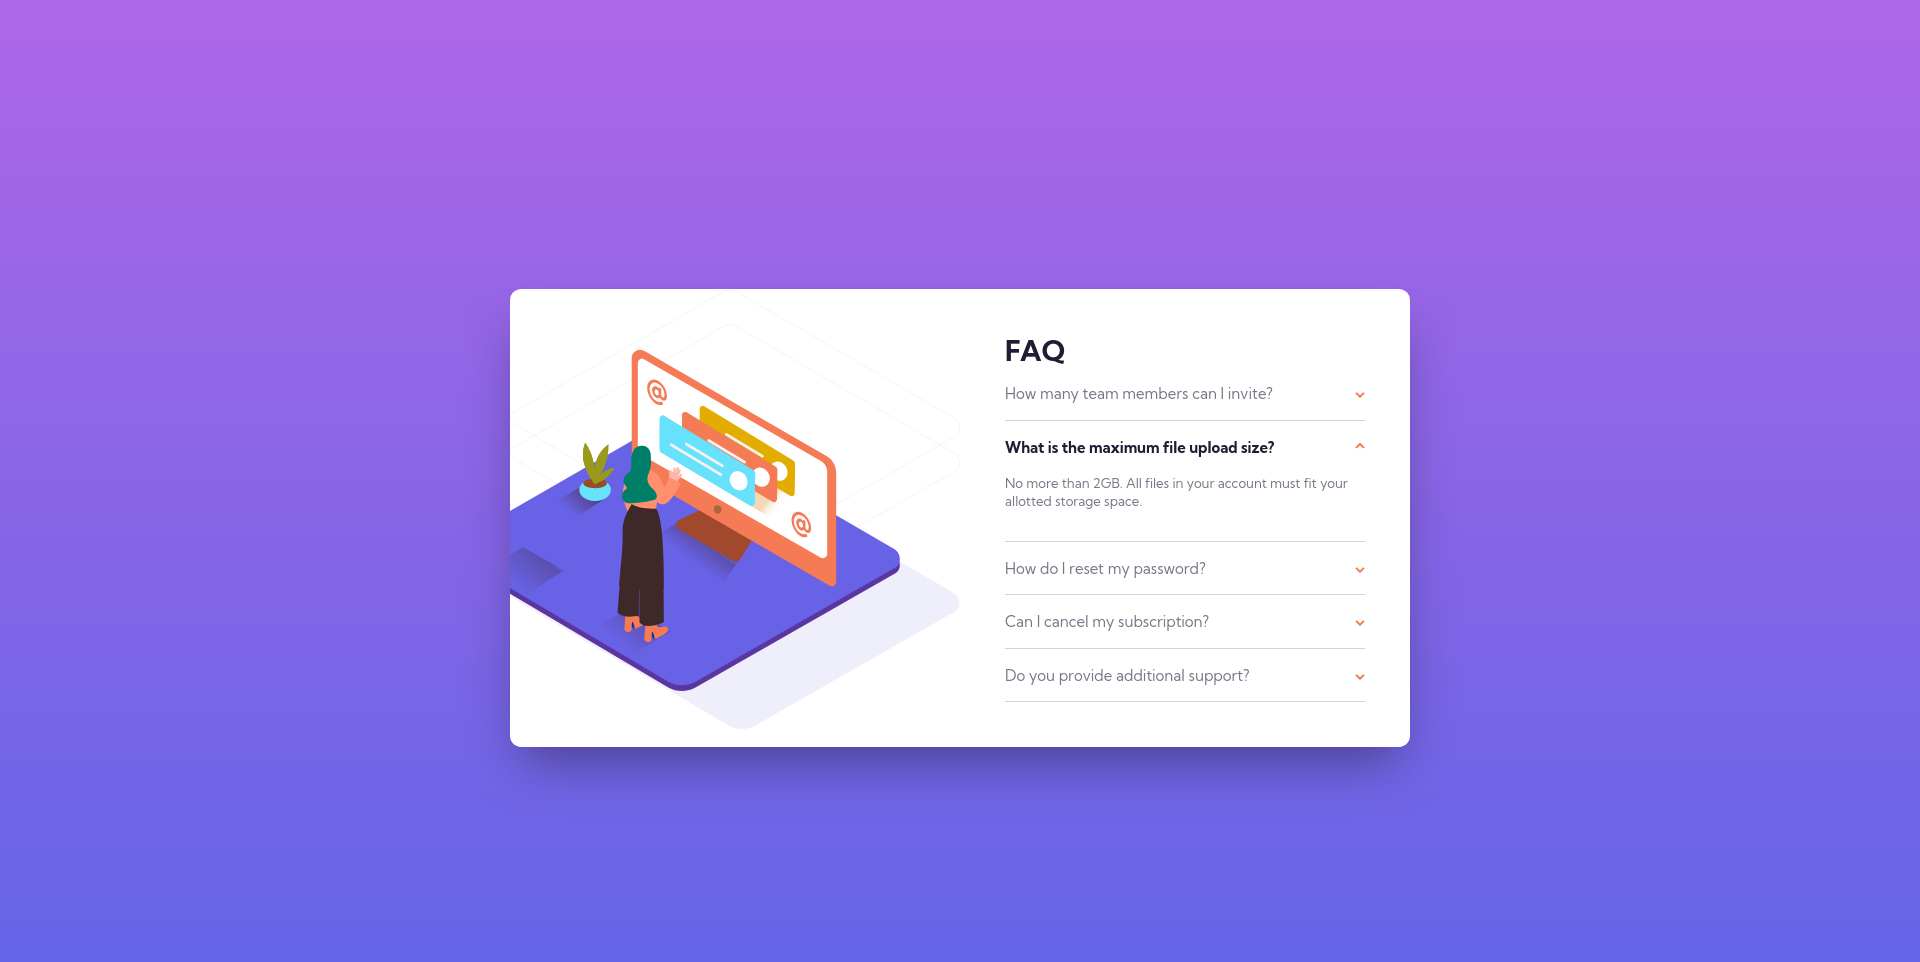 FAQ
How many team members can I invite?
What is the maximum file upload size?
No more than 2GB. All files in your account must fit your
allotted storage space.
How do I reset my password?
Can I cancel my subscription?
Do you provide additional support?
@
@